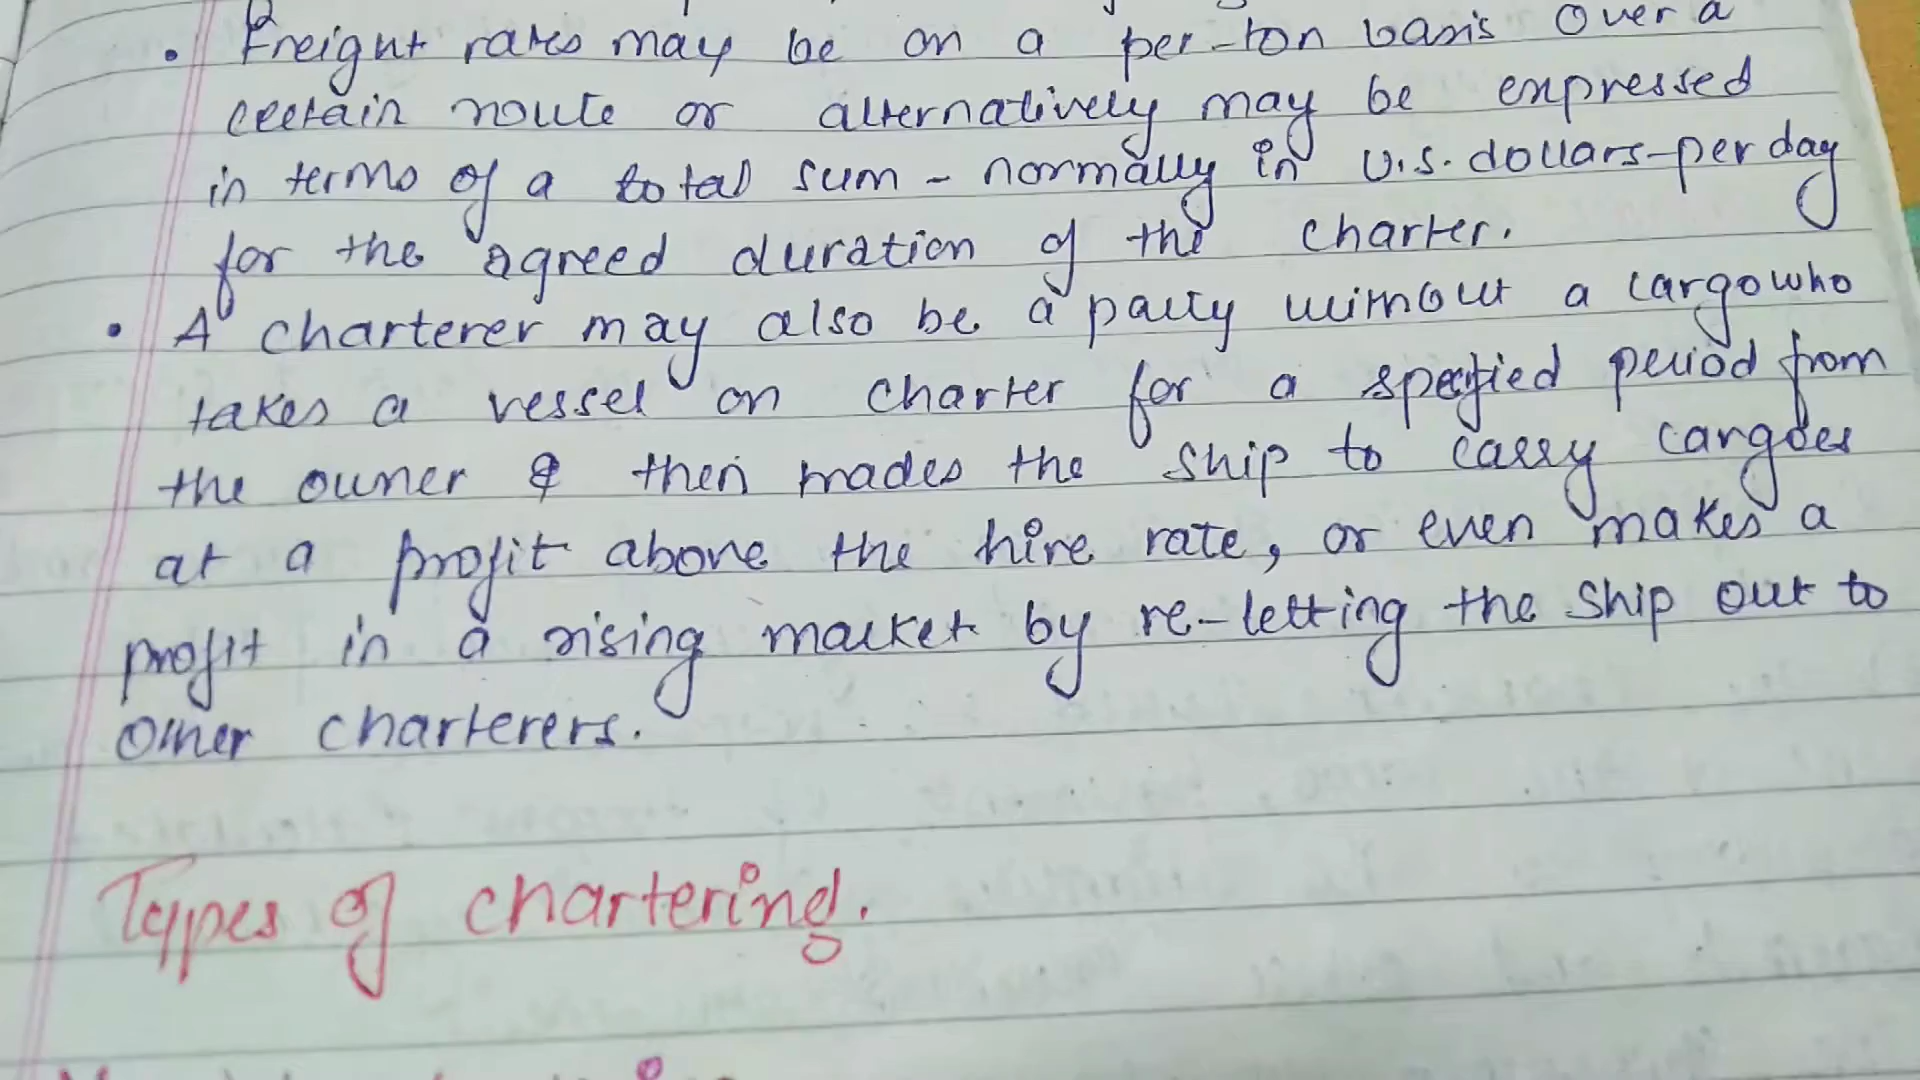 • Freight rates may be on a per-ton basis over a
certain route or alternatively may be expressed
in terms of a total sum - normally in U.S. dollars-per day
for the agreed duration of the charter.
• A charterer may also be a party without a cargo who
takes a vessel on charter for a specified period from
the owner & then trades the ship to carry cargoes
at a profit above the hire rate, or even makes a
profit in a rising market by re-letting the ship out to
other charterers.
Types of chartering.